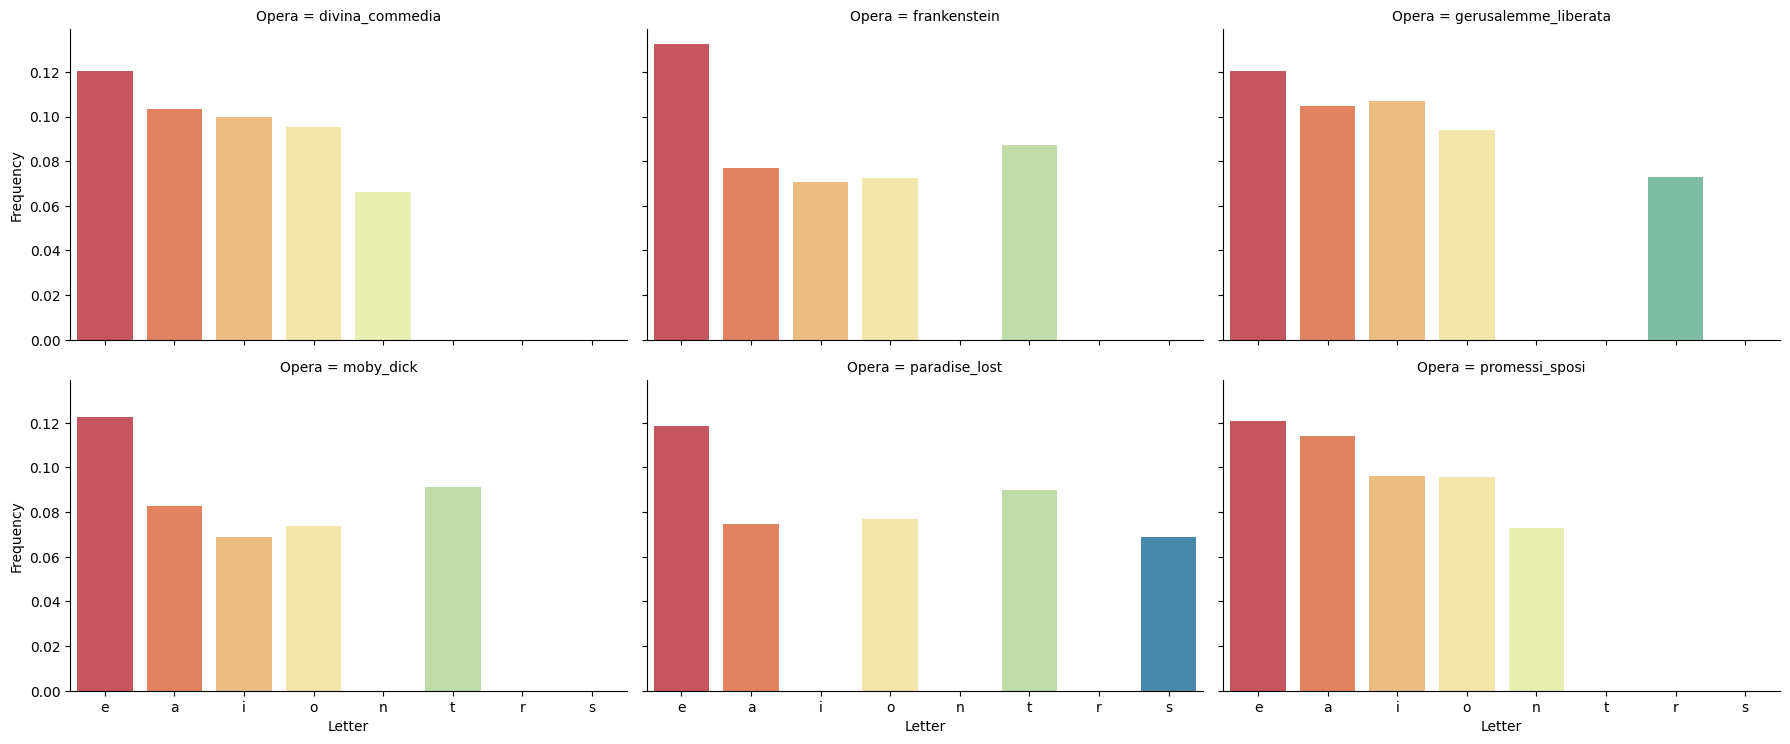 Opera = divina_commedia
Opera = frankenstein
Opera = gerusalemme_liberata
0.12
0.10
0.08
0.06
0.04
0.02
0.00
Frequency
Opera = moby_dick
Opera = paradise_lost
Opera = promessi_sposi
0.12
0.10
0.08
0.06
0.04
0.02
0.00
Frequency
e a i o n t r s
e a i o n t r s
e a i o n t r s
Letter
Letter
Letter